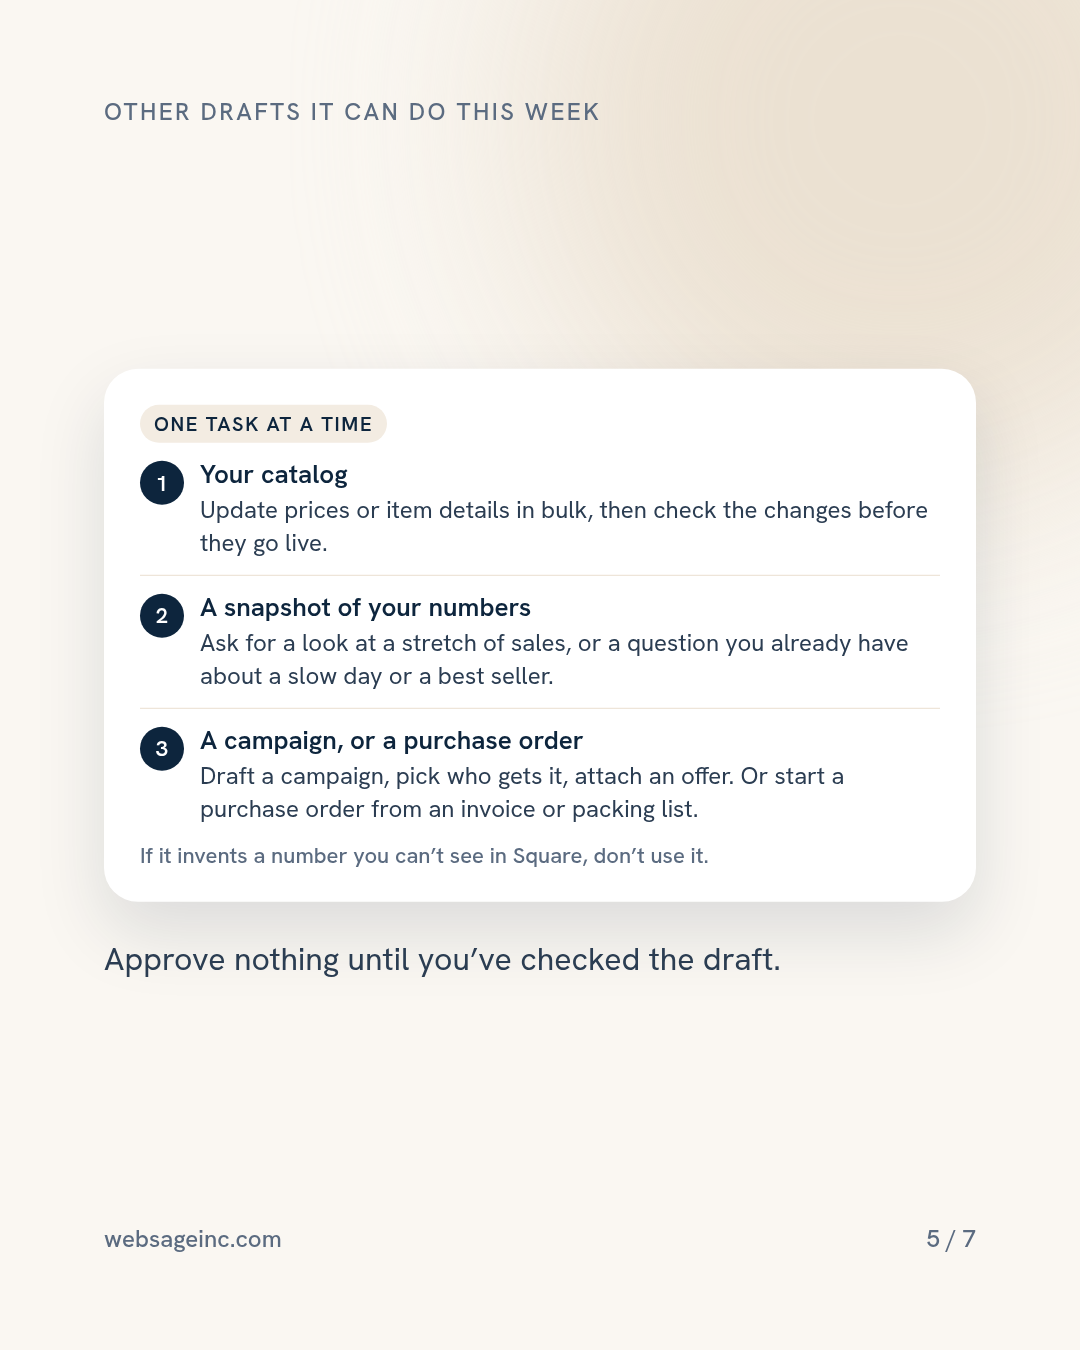 OTHER DRAFTS IT CAN DO THIS WEEK
ONE TASK AT A TIME
1
Your catalog
Update prices or item details in bulk, then check the changes before
they go live.
2
A snapshot of your numbers
Ask for a look at a stretch of sales, or a question you already have
about a slow day or a best seller.
3
A campaign, or a purchase order
Draft a campaign, pick who gets it, attach an offer. Or start a
purchase order from an invoice or packing list.
If it invents a number you can’t see in Square, don’t use it.
Approve nothing until you’ve checked the draft.
websageinc.com
5 / 7